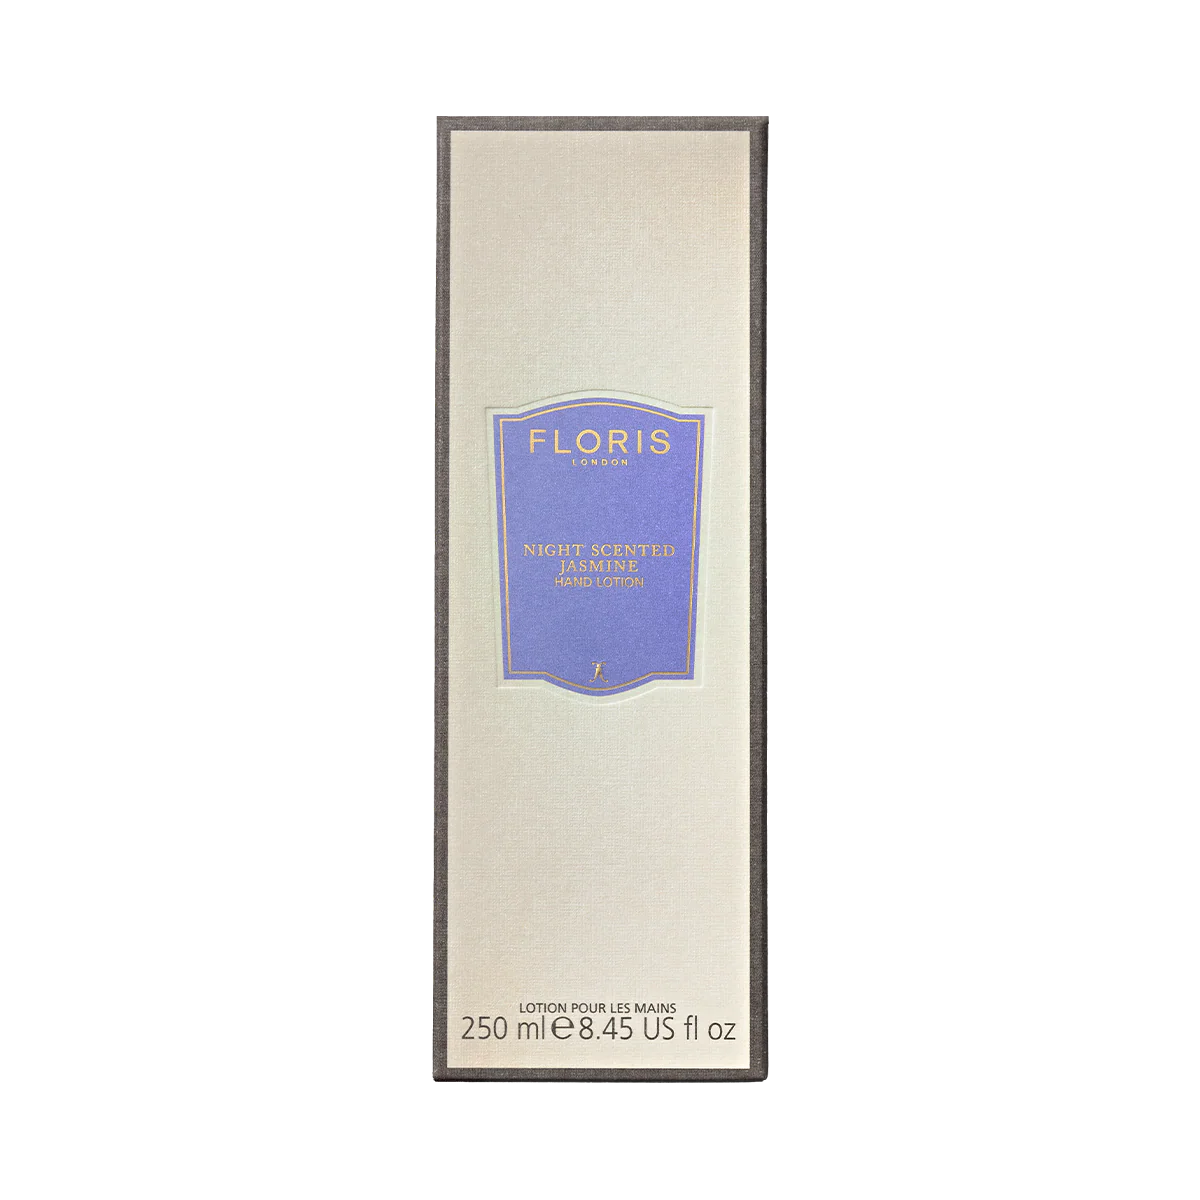 FLORIS
LONDON
NIGHT SCENTED
JASMINE
HAND LOTION
LOTION POUR LES MAINS
250 ml ℮ 8.45 US fl oz